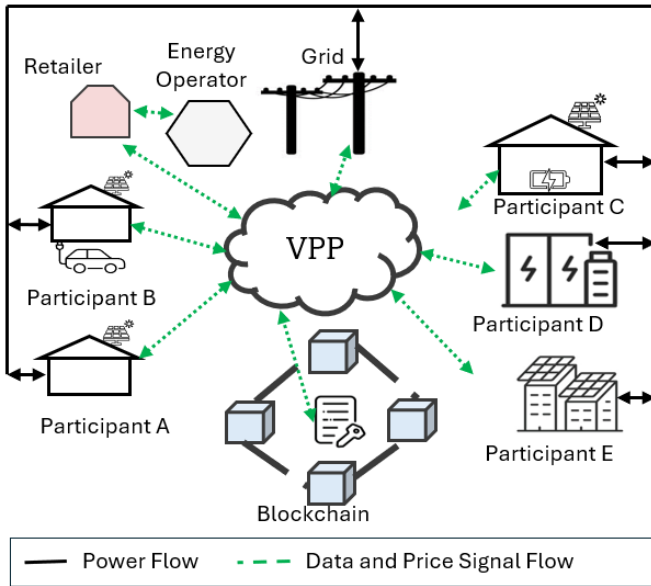 Retailer
Energy
Operator
Grid
VPP
Participant C
Participant B
Participant D
Participant A
Participant E
Blockchain
Power Flow
Data and Price Signal Flow